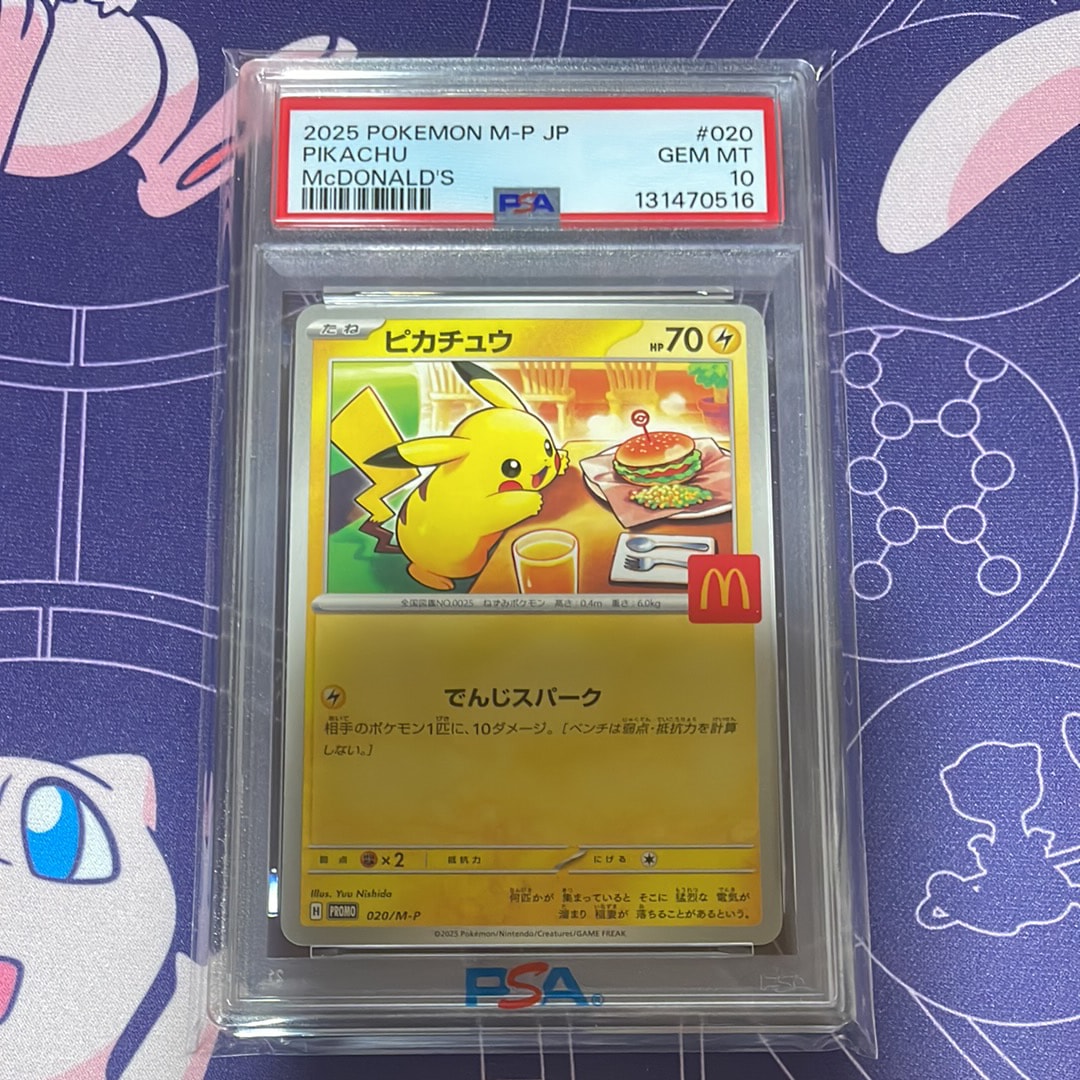 2025 POKEMON M-P JP #020
PIKACHU GEM MT
McDONALD'S 10
PSA 131470516
たね ピカチュウ HP70
全国図鑑NO.0025 ねずみポケモン 高さ:0.4m 重さ:6.0kg
でんじスパーク
相手のポケモン1匹に、10ダメージ。[ベンチは弱点・抵抗力を計算
しない。]
弱点 ×2 抵抗力 にげる
Illus. Yuu Nishida
何匹かが 集まっていると そこに 猛烈な 電気が
溜まり 稲妻が 落ちることがあるという。
H PROMO 020/M-P
©2025 Pokémon/Nintendo/Creatures/GAME FREAK
PSA®